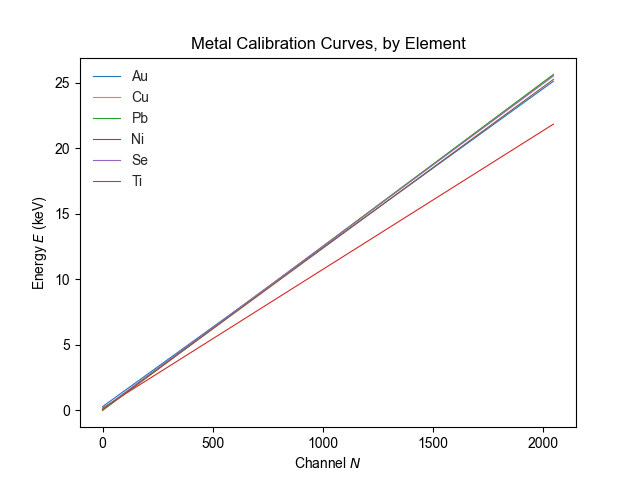 Metal Calibration Curves, by Element
Au
Cu
Pb
Ni
Se
Ti
Energy E (keV)
25
20
15
10
5
0
0 500 1000 1500 2000
Channel N